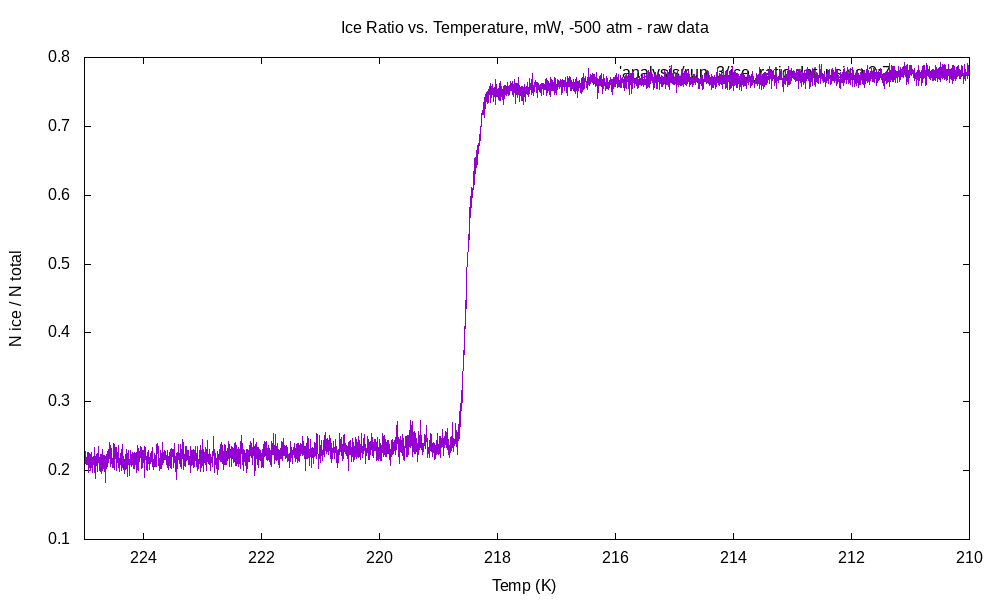 Ice Ratio vs. Temperature, mW, -500 atm - raw data
0.8
0.7
0.6
0.5
0.4
0.3
0.2
0.1
N ice / N total
224 222 220 218 216 214 212 210
Temp (K)